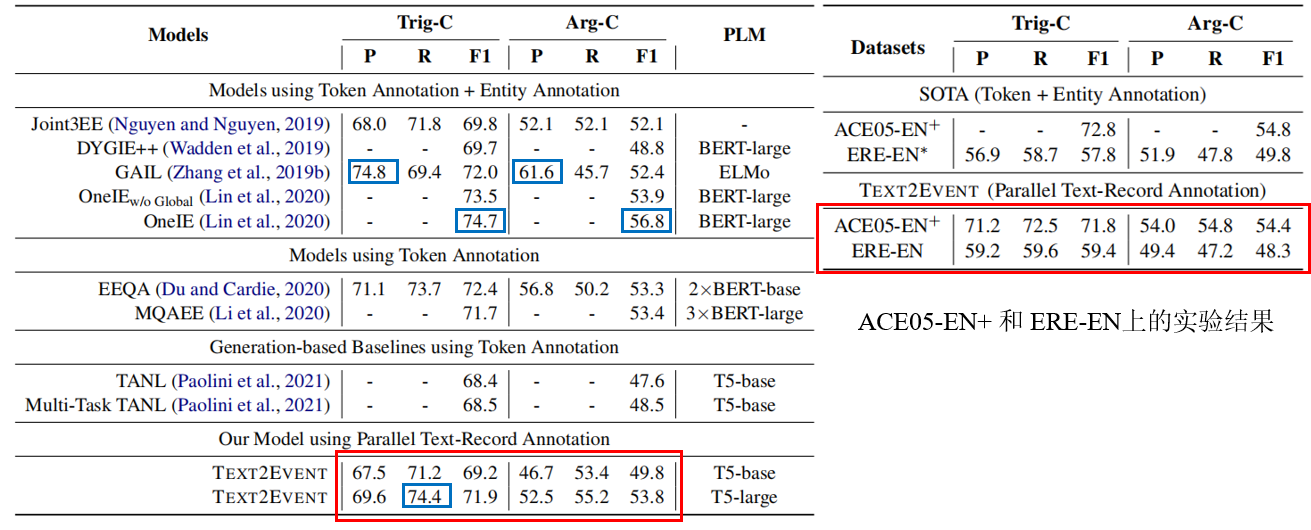 Models Trig-C Arg-C PLM
P R F1 P R F1
Models using Token Annotation + Entity Annotation
Joint3EE (Nguyen and Nguyen, 2019) 68.0 71.8 69.8 52.1 52.1 52.1 -
DYGIE++ (Wadden et al., 2019) - - 69.7 - - 48.8 BERT-large
GAIL (Zhang et al., 2019b) 74.8 69.4 72.0 61.6 45.7 52.4 ELMo
OneIEw/o Global (Lin et al., 2020) - - 73.5 - - 53.9 BERT-large
OneIE (Lin et al., 2020) - - 74.7 - - 56.8 BERT-large
Models using Token Annotation
EEQA (Du and Cardie, 2020) 71.1 73.7 72.4 56.8 50.2 53.3 2×BERT-base
MQAEE (Li et al., 2020) - - 71.7 - - 53.4 3×BERT-large
Generation-based Baselines using Token Annotation
TANL (Paolini et al., 2021) - - 68.4 - - 47.6 T5-base
Multi-Task TANL (Paolini et al., 2021) - - 68.5 - - 48.5 T5-base
Our Model using Parallel Text-Record Annotation
TEXT2EVENT 67.5 71.2 69.2 46.7 53.4 49.8 T5-base
TEXT2EVENT 69.6 74.4 71.9 52.5 55.2 53.8 T5-large
Datasets Trig-C Arg-C
P R F1 P R F1
SOTA (Token + Entity Annotation)
ACE05-EN+ - - 72.8 - - 54.8
ERE-EN* 56.9 58.7 57.8 51.9 47.8 49.8
TEXT2EVENT (Parallel Text-Record Annotation)
ACE05-EN+ 71.2 72.5 71.8 54.0 54.8 54.4
ERE-EN 59.2 59.6 59.4 49.4 47.2 48.3
ACE05-EN+ 和 ERE-EN上的实验结果